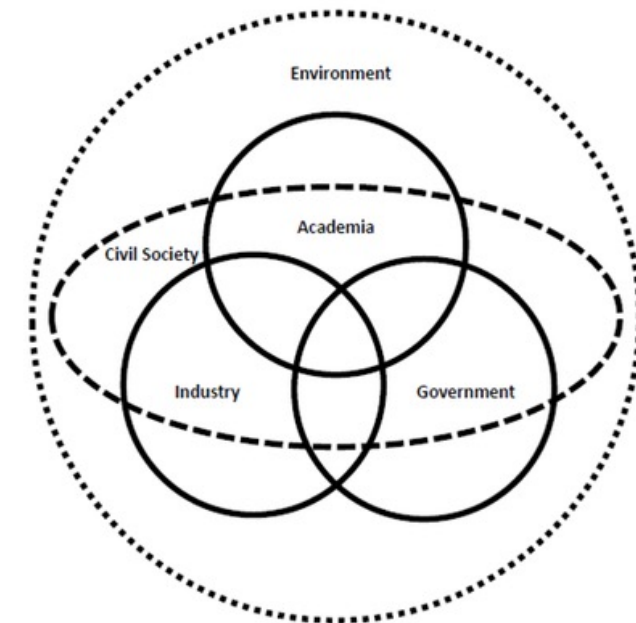 Environment
Academia
Civil Society
Industry
Government